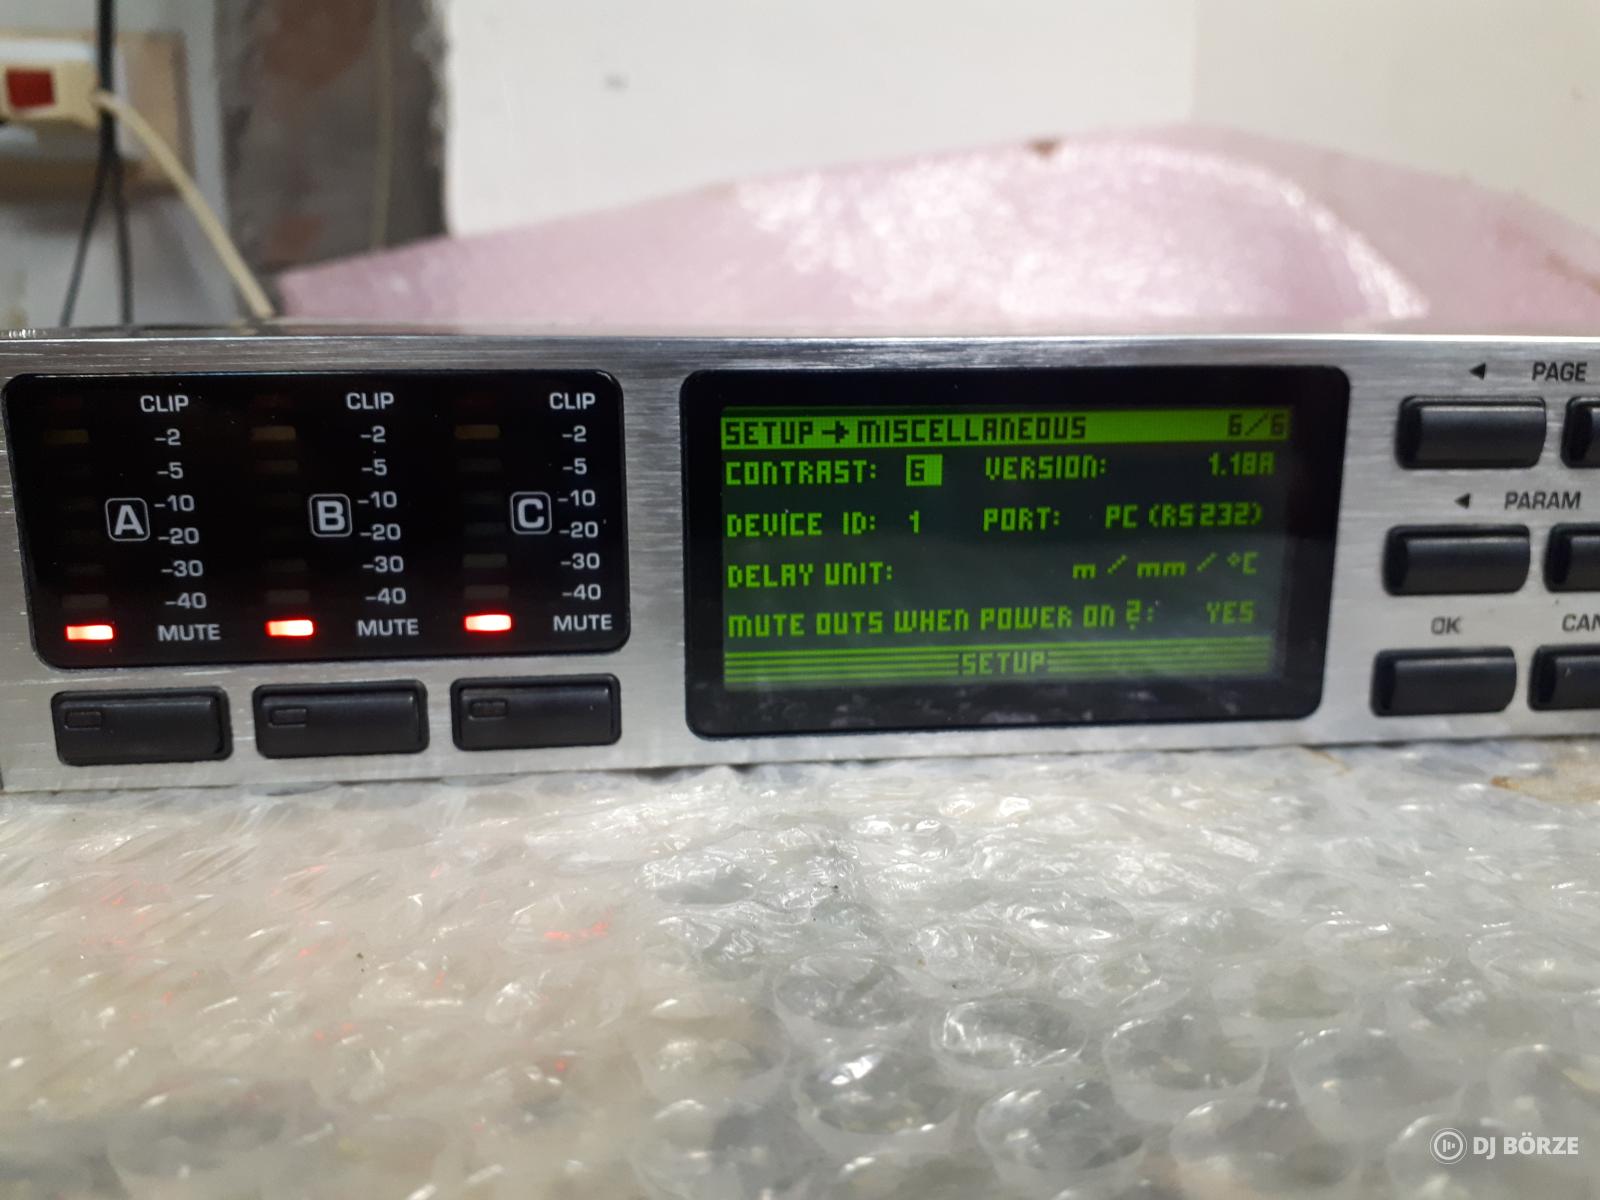 CLIP CLIP CLIP
-2 -2 -2
-5 -5 -5
A -10 B -10 C -10
-20 -20 -20
-30 -30 -30
-40 -40 -40
MUTE MUTE MUTE
SETUP → MISCELLANEOUS 6/6
CONTRAST: 6 VERSION: 1.18A
DEVICE ID: 1 PORT: PC (RS232)
DELAY UNIT: m / mm / °C
MUTE OUTS WHEN POWER ON ?: YES
SETUP
◀ PAGE
◀ PARAM
OK CAN
DJ BÖRZE